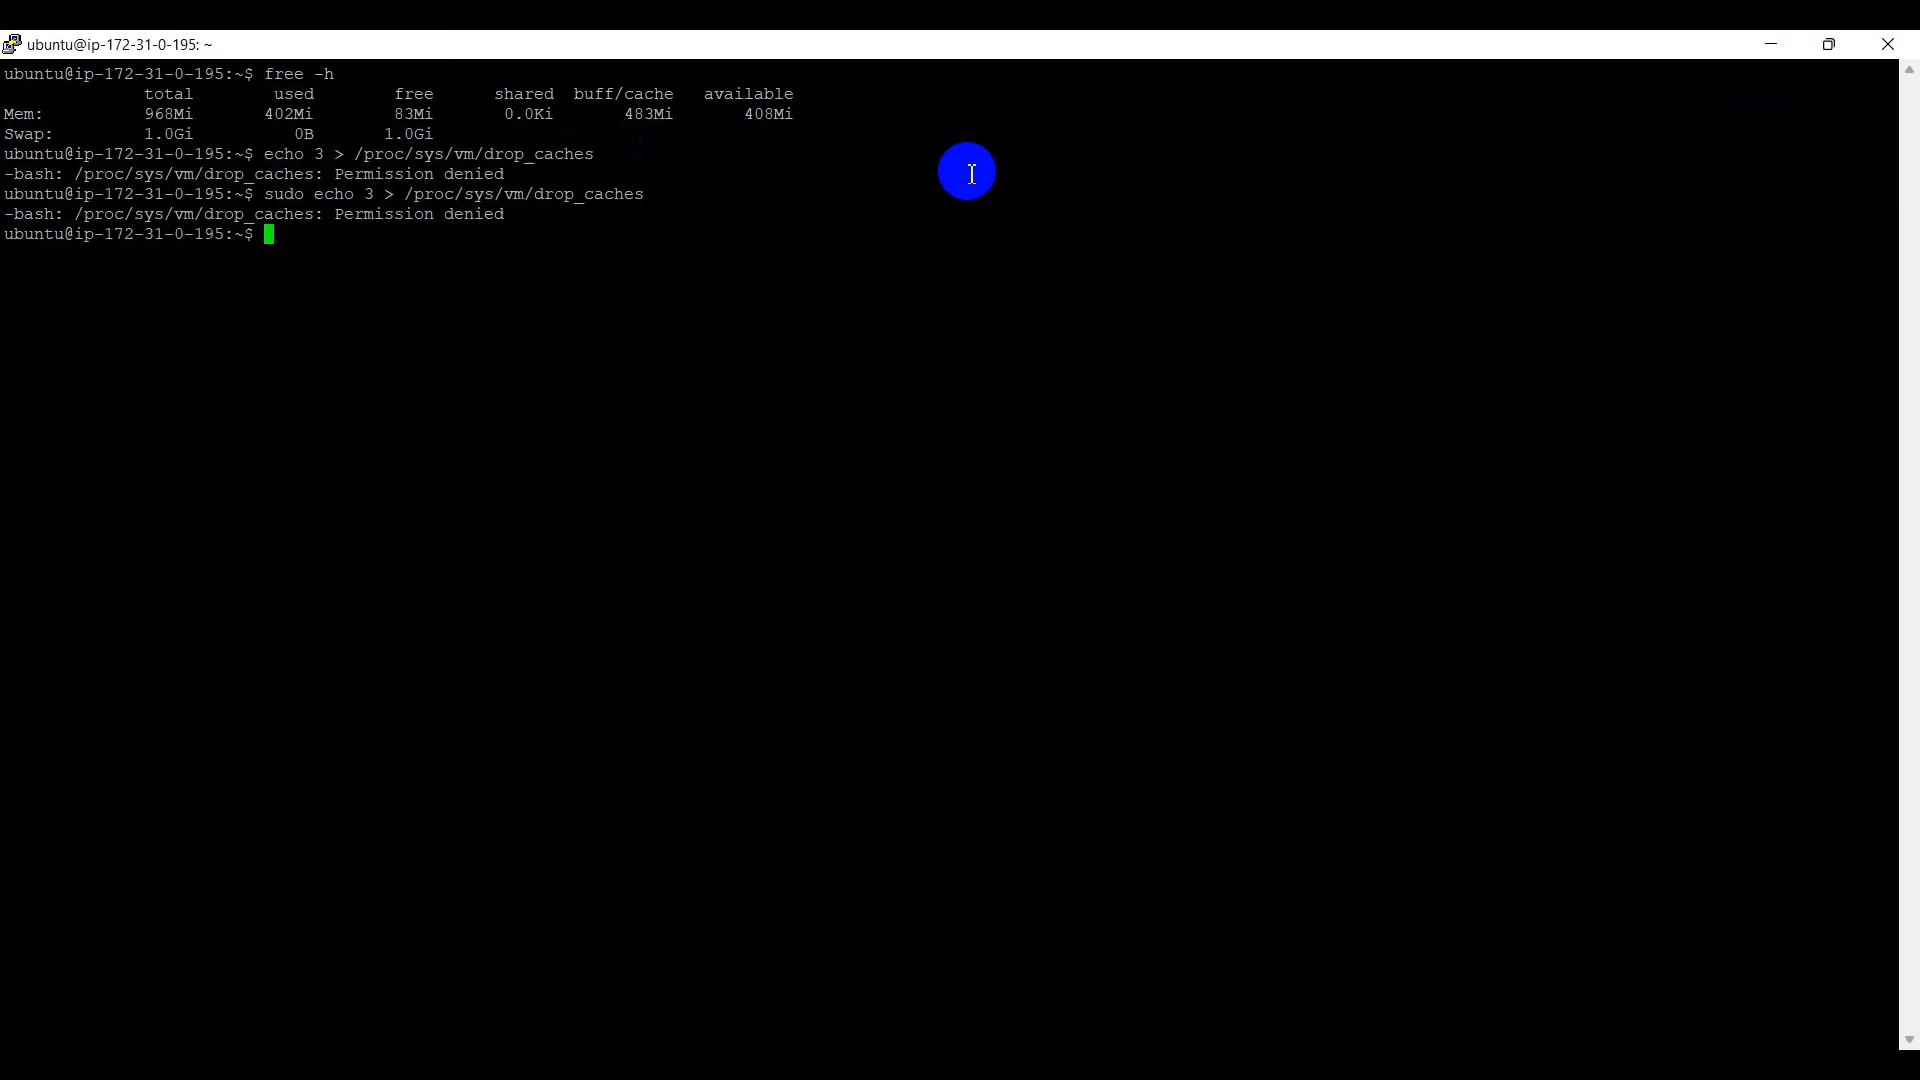 ubuntu@ip-172-31-0-195: ~
ubuntu@ip-172-31-0-195:~$ free -h
              total        used        free      shared  buff/cache   available
Mem:          968Mi       402Mi        83Mi       0.0Ki       483Mi       408Mi
Swap:         1.0Gi          0B       1.0Gi
ubuntu@ip-172-31-0-195:~$ echo 3 > /proc/sys/vm/drop_caches
-bash: /proc/sys/vm/drop_caches: Permission denied
ubuntu@ip-172-31-0-195:~$ sudo echo 3 > /proc/sys/vm/drop_caches
-bash: /proc/sys/vm/drop_caches: Permission denied
ubuntu@ip-172-31-0-195:~$